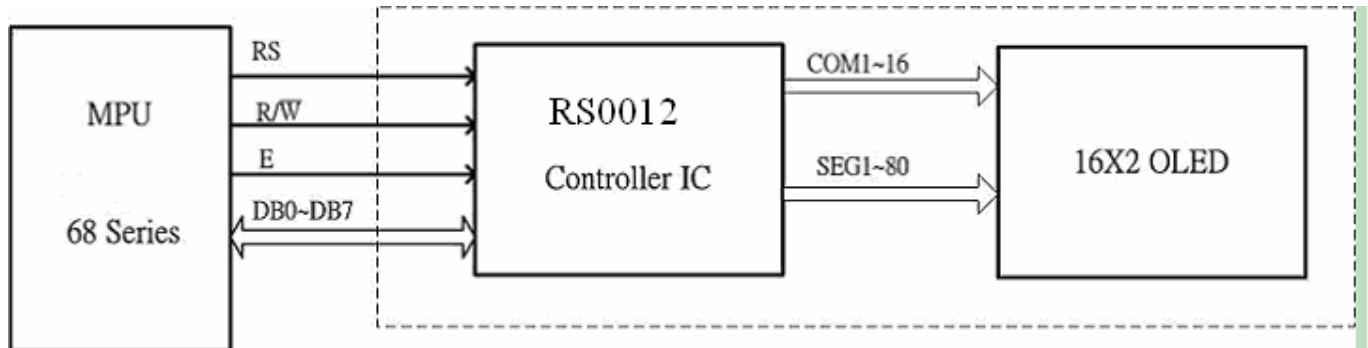 MPU
68 Series
RS
R/W̅
E
DB0~DB7
RS0012
Controller IC
COM1~16
SEG1~80
16X2 OLED